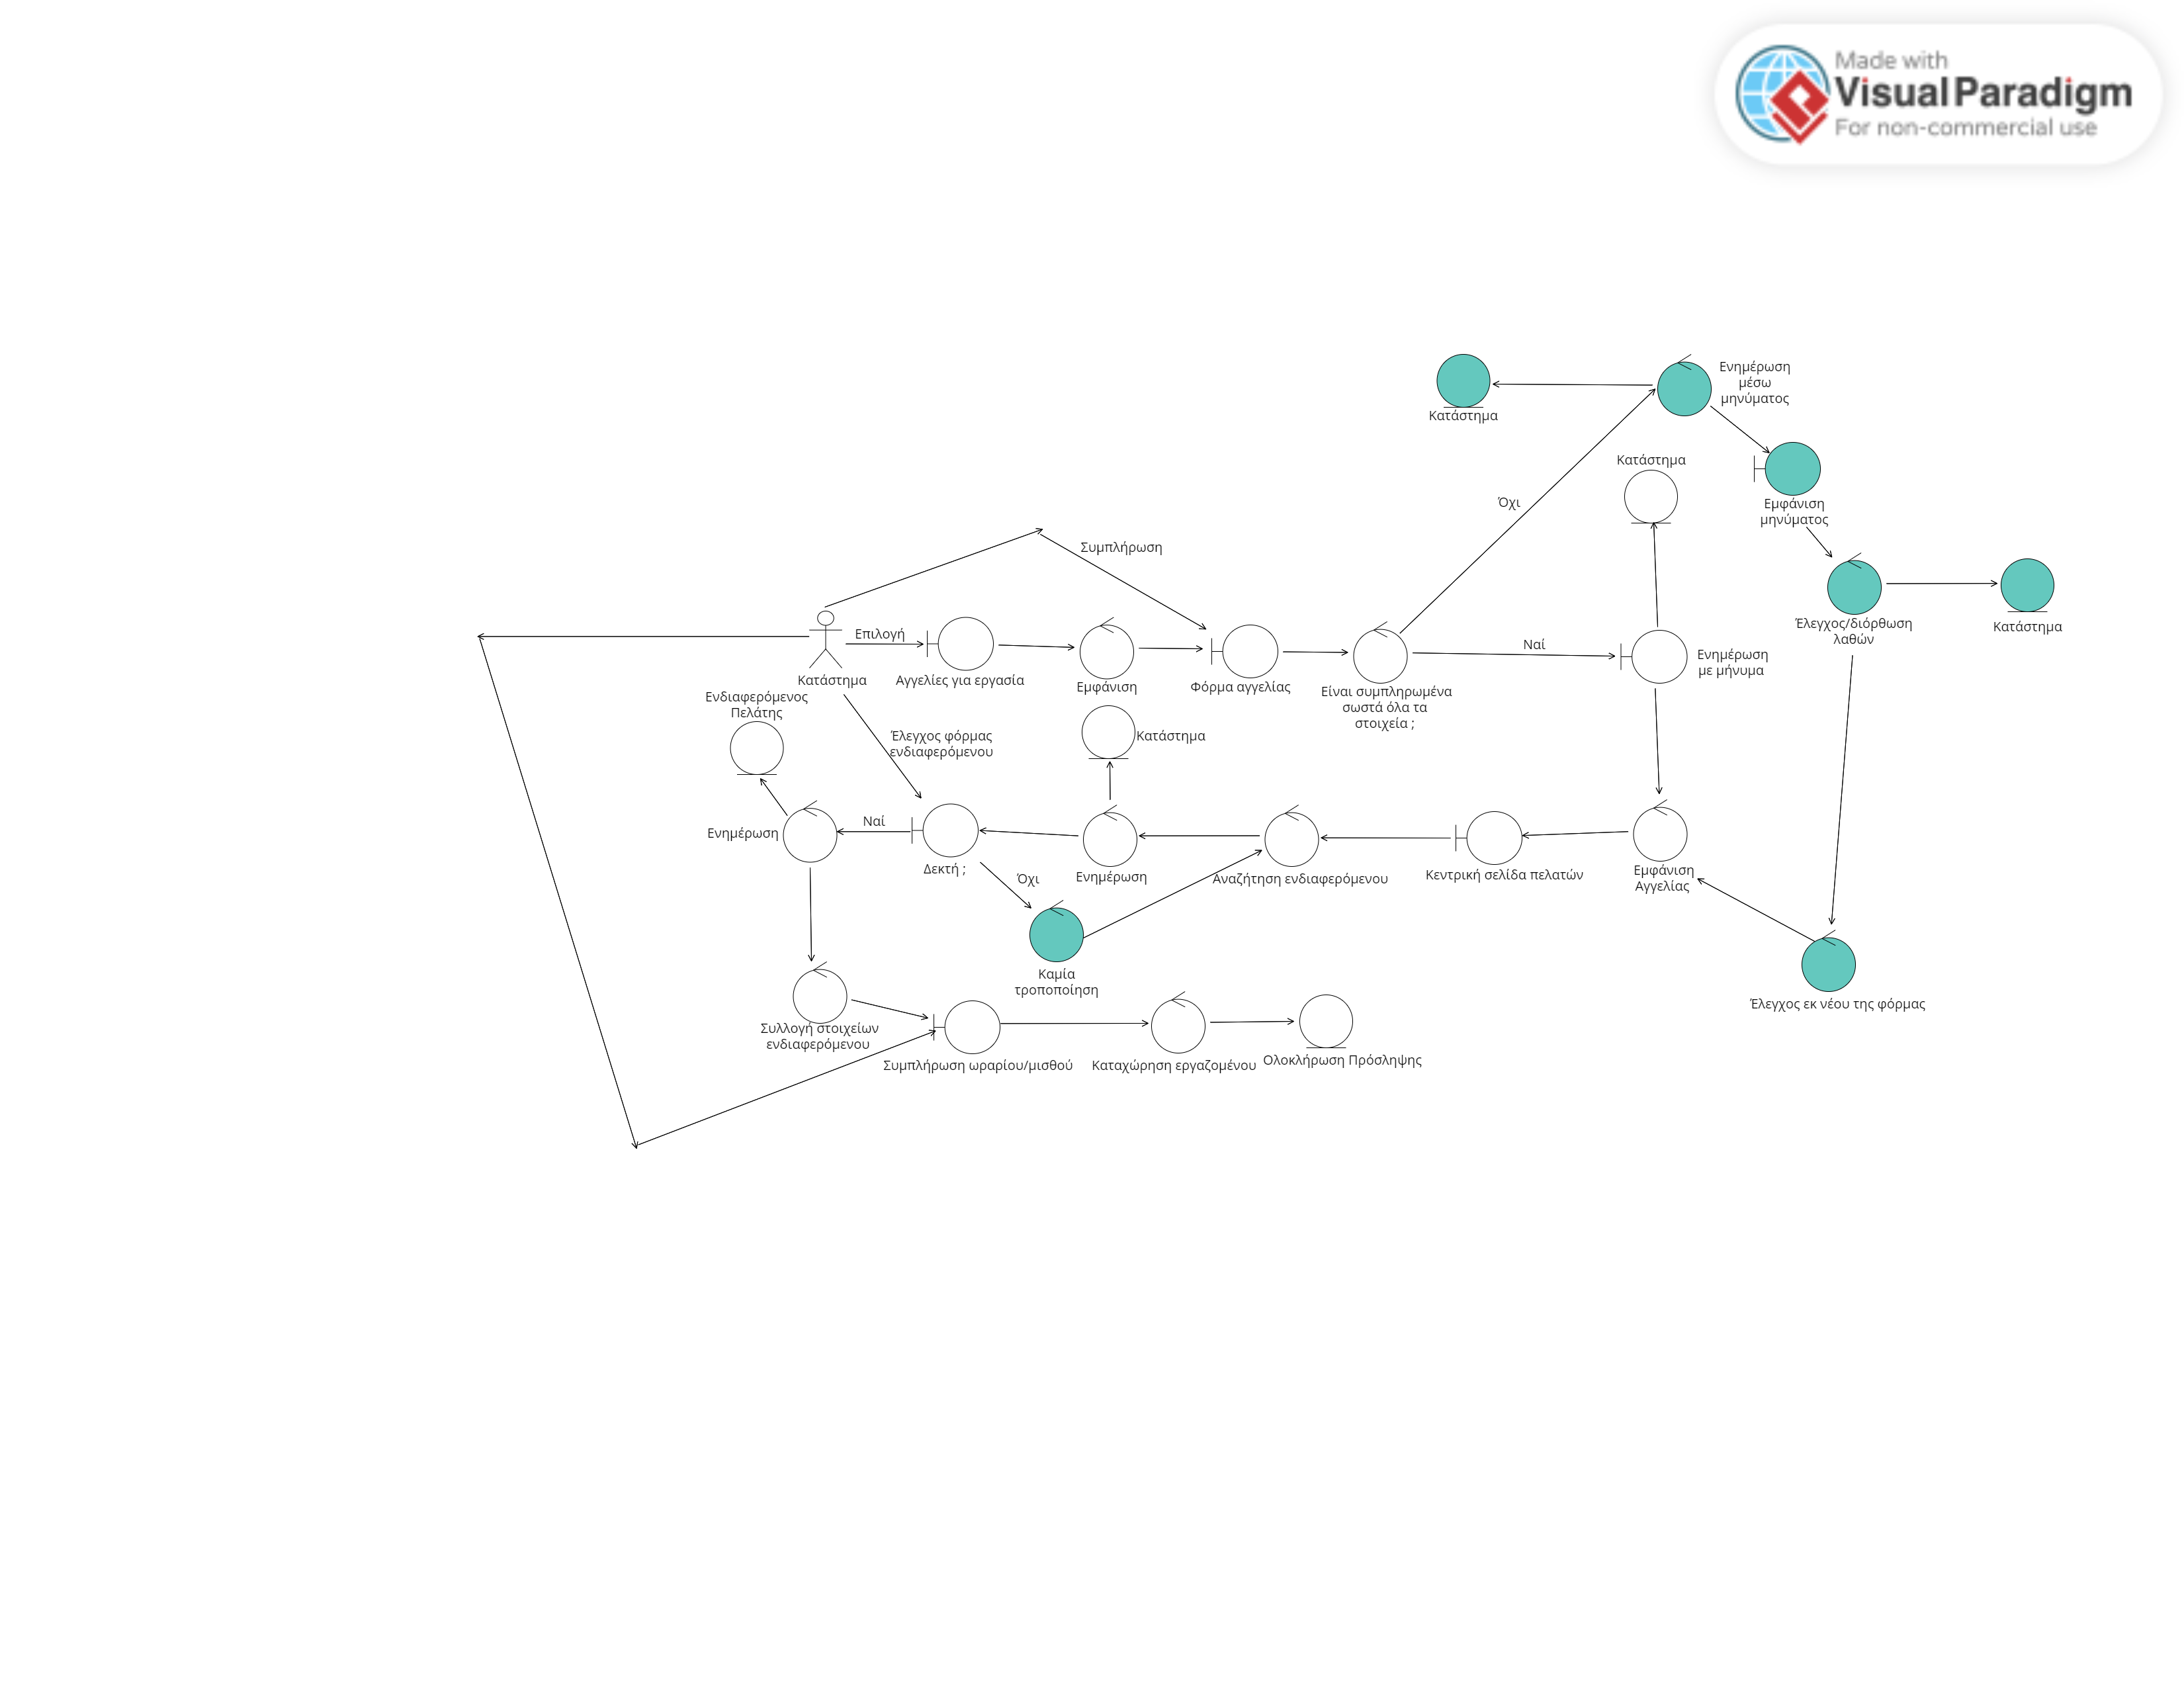 Made with
Visual Paradigm
For non-commercial use
Ενημέρωση
μέσω
μηνύματος
Κατάστημα
Κατάστημα
Όχι
Εμφάνιση
μηνύματος
Συμπλήρωση
Έλεγχος/διόρθωση
λαθών
Κατάστημα
Επιλογή
Ναί
Κατάστημα
Αγγελίες για εργασία
Εμφάνιση
Φόρμα αγγελίας
Είναι συμπληρωμένα
σωστά όλα τα
στοιχεία ;
Ενημέρωση
με μήνυμα
Ενδιαφερόμενος
Πελάτης
Έλεγχος φόρμας
ενδιαφερόμενου
Κατάστημα
Ναί
Ενημέρωση
Δεκτή ;
Όχι
Ενημέρωση
Αναζήτηση ενδιαφερόμενου
Κεντρική σελίδα πελατών
Εμφάνιση
Αγγελίας
Καμία
τροποποίηση
Έλεγχος εκ νέου της φόρμας
Συλλογή στοιχείων
ενδιαφερόμενου
Συμπλήρωση ωραρίου/μισθού
Καταχώρηση εργαζομένου
Ολοκλήρωση Πρόσληψης